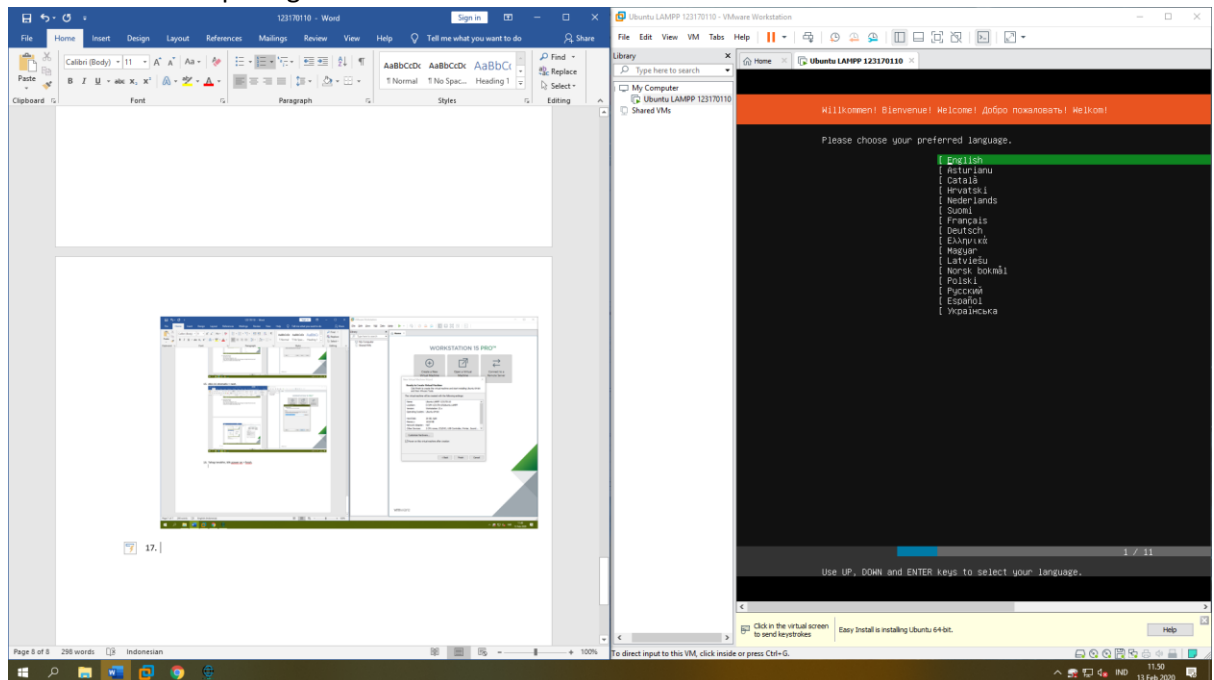 123170110 - Word
Sign in
File Home Insert Design Layout References Mailings Review View Help Tell me what you want to do Share
Paste
Calibri (Body) 11
AaBbCcDc AaBbCcDc AaBbCc
¶ Normal ¶ No Spac... Heading 1
Find
Replace
Select
Clipboard Font Paragraph Styles Editing
WORKSTATION 15 PRO™
17.
Page 8 of 8 298 words Indonesian 100%
Ubuntu LAMPP 123170110 - VMware Workstation
File Edit View VM Tabs Help
Library
Type here to search
My Computer
Ubuntu LAMPP 123170110
Shared VMs
Home Ubuntu LAMPP 123170110
Willkommen! Bienvenue! Welcome! Добро пожаловать! Welkom!
Please choose your preferred language.
[ English
[ Asturianu
[ Català
[ Hrvatski
[ Nederlands
[ Suomi
[ Français
[ Deutsch
[ Ελληνικά
[ Magyar
[ Latviešu
[ Norsk bokmål
[ Polski
[ Русский
[ Español
[ Українська
1 / 11
Use UP, DOWN and ENTER keys to select your language.
Click in the virtual screen
to send keystrokes
Easy Install is installing Ubuntu 64-bit.
Help
To direct input to this VM, click inside or press Ctrl+G.
IND
11.50
13 Feb 2020